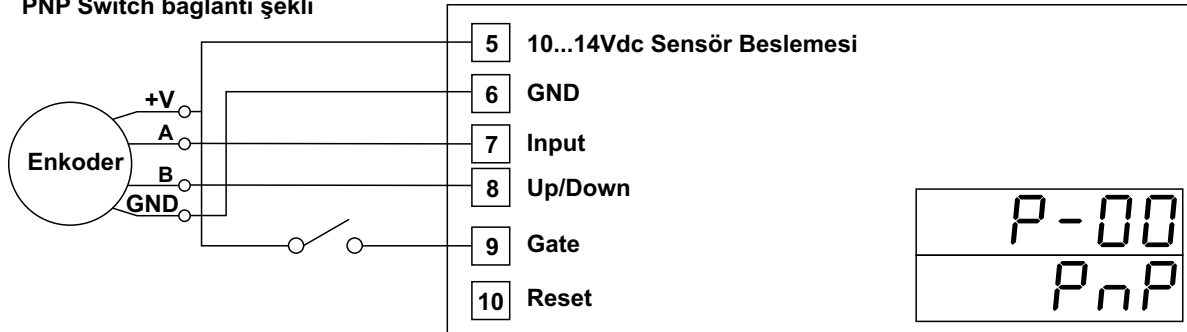 PNP Switch bağlantı şekli
5 10...14Vdc Sensör Beslemesi
6 GND
+V
A
7 Input
Enkoder
B
8 Up/Down
GND
9 Gate
10 Reset
P-00
PnP